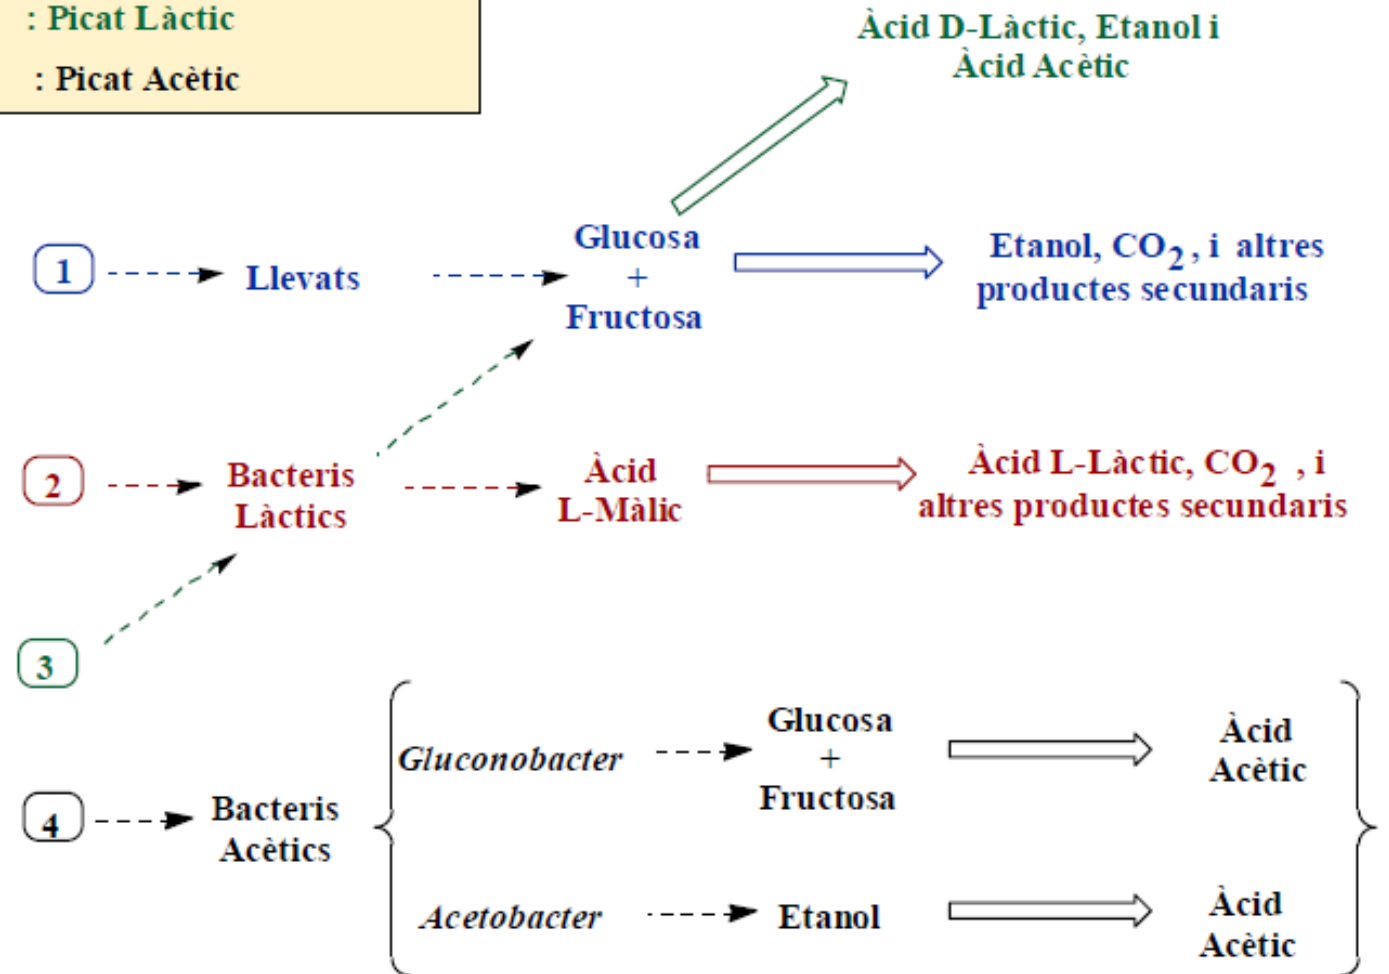 : Picat Làctic
: Picat Acètic
Àcid D-Làctic, Etanol i
Àcid Acètic
1
Llevats
Glucosa
+
Fructosa
Etanol, CO2, i altres
productes secundaris
2
Bacteris
Làctics
Àcid
L-Màlic
Àcid L-Làctic, CO2 , i
altres productes secundaris
3
4
Bacteris
Acètics
Gluconobacter
Glucosa
+
Fructosa
Àcid
Acètic
Acetobacter
Etanol
Àcid
Acètic